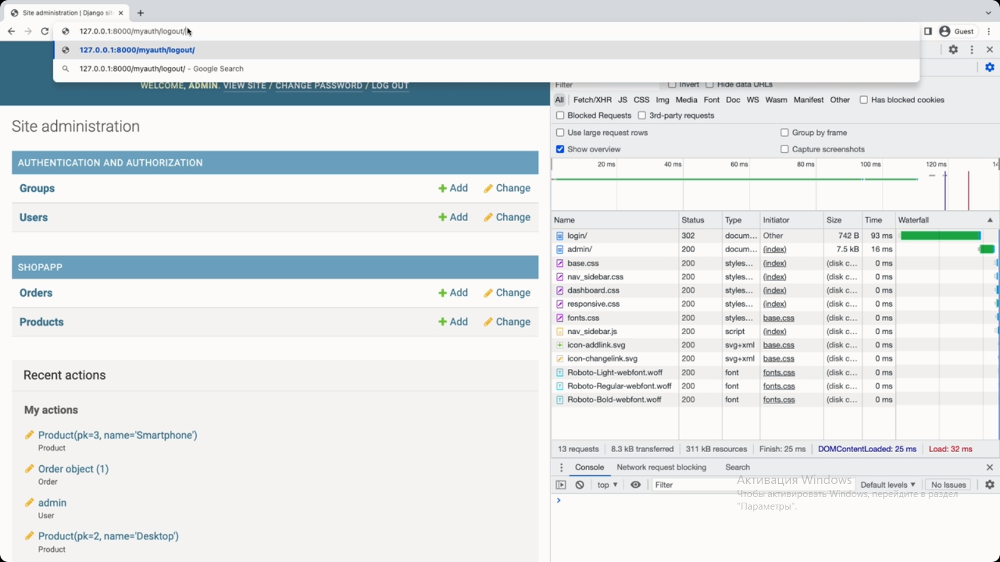 Site administration | Django sit
127.0.0.1:8000/myauth/logout/
Guest
127.0.0.1:8000/myauth/logout/
127.0.0.1:8000/myauth/logout/ - Google Search
WELCOME, ADMIN. VIEW SITE / CHANGE PASSWORD / LOG OUT
Site administration
AUTHENTICATION AND AUTHORIZATION
Groups Add Change
Users Add Change
SHOPAPP
Orders Add Change
Products Add Change
Recent actions
My actions
Product(pk=3, name='Smartphone')
Product
Order object (1)
Order
admin
User
Product(pk=2, name='Desktop')
Product
Filter Invert Hide data URLs
All Fetch/XHR JS CSS Img Media Font Doc WS Wasm Manifest Other Has blocked cookies
Blocked Requests 3rd-party requests
Use large request rows Group by frame
Show overview Capture screenshots
20 ms 40 ms 60 ms 80 ms 100 ms 120 ms 14
Name Status Type Initiator Size Time Waterfall
login/ 302 docum... Other 742 B 93 ms
admin/ 200 docum... (index) 7.5 kB 16 ms
base.css 200 styles... (index) (disk c... 0 ms
nav_sidebar.css 200 styles... (index) (disk c... 0 ms
dashboard.css 200 styles... (index) (disk c... 0 ms
responsive.css 200 styles... (index) (disk c... 0 ms
fonts.css 200 styles... base.css (disk c... 0 ms
nav_sidebar.js 200 script (index) (disk c... 0 ms
icon-addlink.svg 200 svg+xml base.css (disk c... 0 ms
icon-changelink.svg 200 svg+xml base.css (disk c... 0 ms
Roboto-Light-webfont.woff 200 font fonts.css (disk c... 0 ms
Roboto-Regular-webfont.woff 200 font fonts.css (disk c... 0 ms
Roboto-Bold-webfont.woff 200 font fonts.css (disk c... 0 ms
13 requests 8.3 kB transferred 311 kB resources Finish: 25 ms DOMContentLoaded: 25 ms Load: 32 ms
Console Network request blocking Search
top Filter Default levels No Issues
Активация Windows
Чтобы активировать Windows, перейдите в раздел
"Параметры".